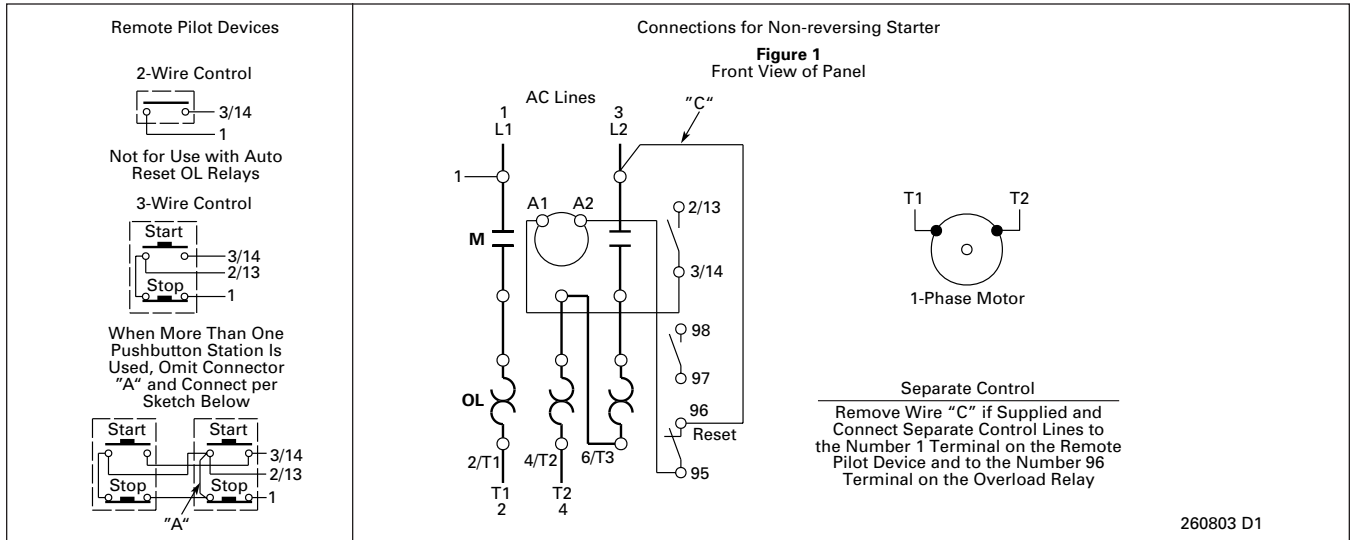 Remote Pilot Devices
2-Wire Control
3/14
1
Not for Use with Auto
Reset OL Relays
3-Wire Control
Start
3/14
2/13
Stop
1
When More Than One
Pushbutton Station Is
Used, Omit Connector
”A“ and Connect per
Sketch Below
Start Start
3/14
2/13
Stop Stop
1
”A“
Connections for Non-reversing Starter
Figure 1
Front View of Panel
AC Lines
1
L1
3
L2
”C“
1
A1 A2
2/13
M
3/14
98
97
OL
96
Reset
2/T1 4/T2 6/T3
95
T1
2
T2
4
T1 T2
1-Phase Motor
Separate Control
Remove Wire “C” if Supplied and
Connect Separate Control Lines to
the Number 1 Terminal on the Remote
Pilot Device and to the Number 96
Terminal on the Overload Relay
260803 D1